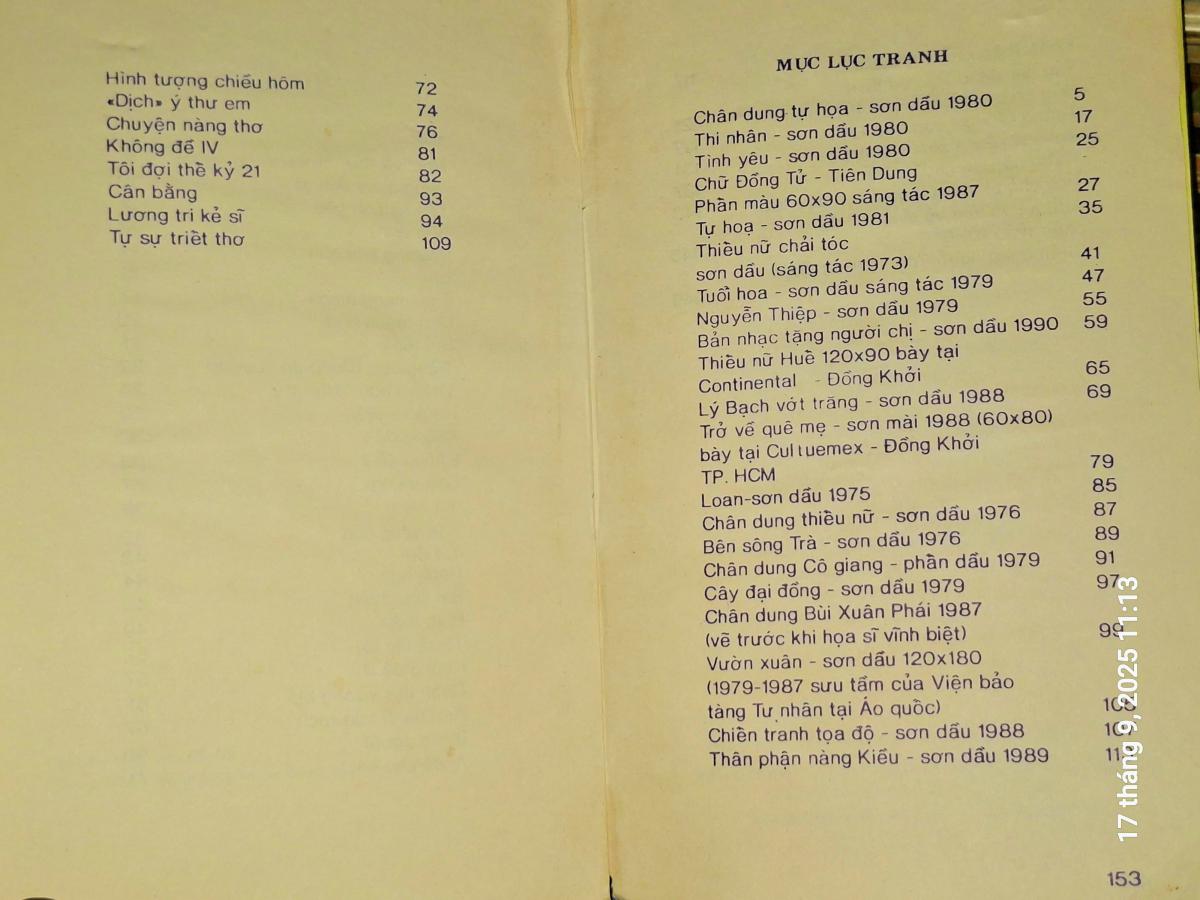 Hình tượng chiều hôm 72
«Dịch» ý thư em 74
Chuyện nàng thơ 76
Không đề IV 81
Tôi đợi thế kỷ 21 82
Cân bằng 93
Lương tri kẻ sĩ 94
Tự sự triết thơ 109
MỤC LỤC TRANH
Chân dung tự họa - sơn dầu 1980 5
Thi nhân - sơn dầu 1980 17
Tình yêu - sơn dầu 1980 25
Chữ Đồng Tử - Tiên Dung
Phấn màu 60x90 sáng tác 1987 27
Tự hoạ - sơn dầu 1981 35
Thiếu nữ chải tóc
sơn dầu (sáng tác 1973) 41
Tuổi hoa - sơn dầu sáng tác 1979 47
Nguyễn Thiệp - sơn dầu 1979 55
Bản nhạc tặng người chị - sơn dầu 1990 59
Thiếu nữ Huế 120x90 bày tại
Continental - Đồng Khởi 65
Lý Bạch vớt trăng - sơn dầu 1988 69
Trở về quê mẹ - sơn mài 1988 (60x80)
bày tại Cultuemex - Đồng Khởi
TP. HCM 79
Loan-sơn dầu 1975 85
Chân dung thiếu nữ - sơn dầu 1976 87
Bên sông Trà - sơn dầu 1976 89
Chân dung Cô giang - phấn dầu 1979 91
Cây đại đồng - sơn dầu 1979 97
Chân dung Bùi Xuân Phái 1987
(vẽ trước khi họa sĩ vĩnh biệt) 99
Vườn xuân - sơn dầu 120x180
(1979-1987 sưu tầm của Viện bảo
tàng Tư nhân tại Áo quốc)
Chiến tranh tọa độ - sơn dầu 1988
Thân phận nàng Kiều - sơn dầu 1989
153
17 tháng 9, 2025 11:13